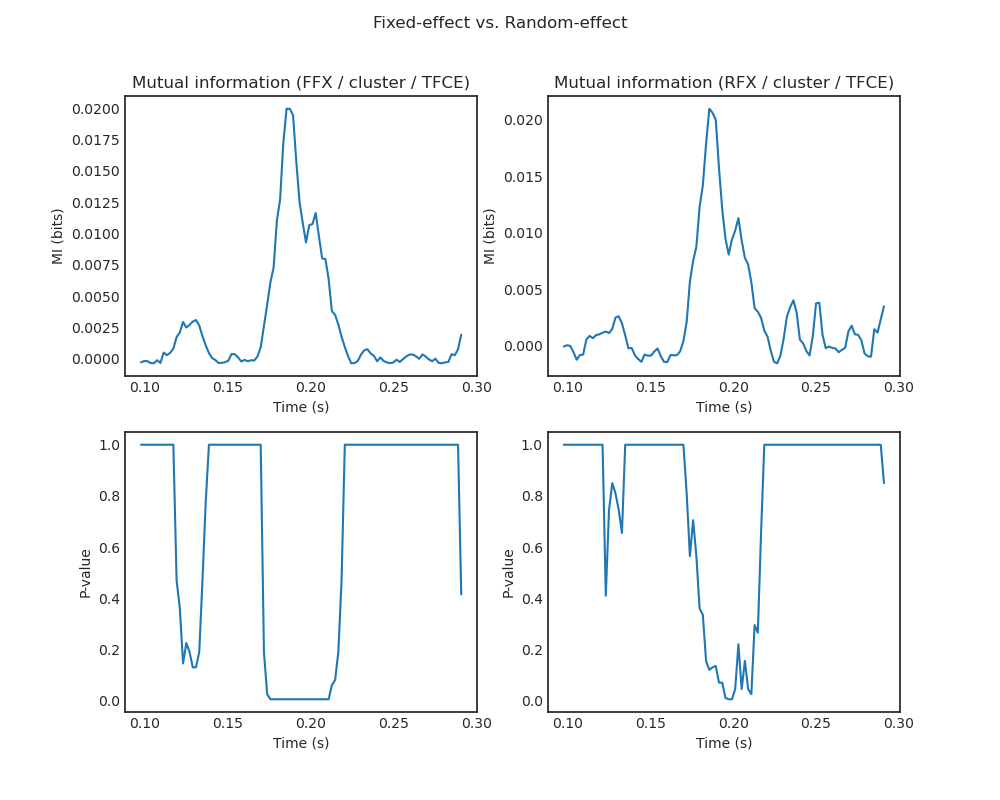 Fixed-effect vs. Random-effect
Mutual information (FFX / cluster / TFCE)
MI (bits)
0.0200
0.0175
0.0150
0.0125
0.0100
0.0075
0.0050
0.0025
0.0000
0.10 0.15 0.20 0.25 0.30
Time (s)
Mutual information (RFX / cluster / TFCE)
MI (bits)
0.020
0.015
0.010
0.005
0.000
0.10 0.15 0.20 0.25 0.30
Time (s)
P-value
1.0
0.8
0.6
0.4
0.2
0.0
0.10 0.15 0.20 0.25 0.30
Time (s)
P-value
1.0
0.8
0.6
0.4
0.2
0.0
0.10 0.15 0.20 0.25 0.30
Time (s)